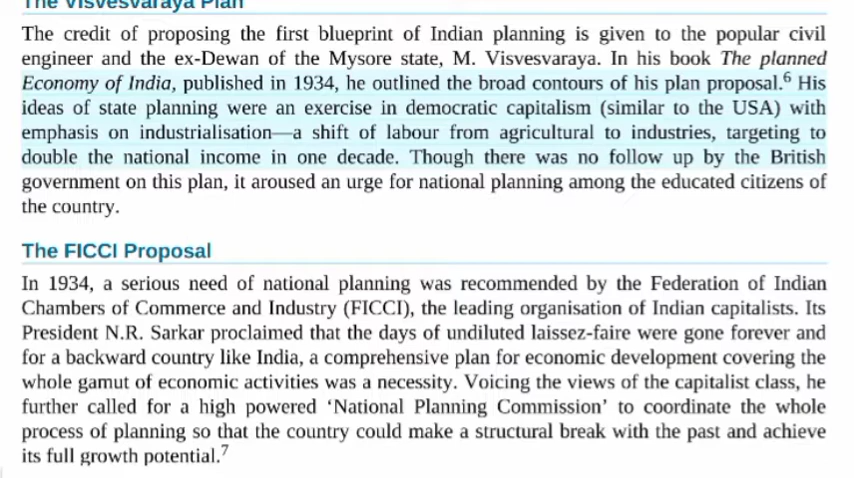 The Visvesvaraya Plan
The credit of proposing the first blueprint of Indian planning is given to the popular civil
engineer and the ex-Dewan of the Mysore state, M. Visvesvaraya. In his book The planned
Economy of India, published in 1934, he outlined the broad contours of his plan proposal.6 His
ideas of state planning were an exercise in democratic capitalism (similar to the USA) with
emphasis on industrialisation—a shift of labour from agricultural to industries, targeting to
double the national income in one decade. Though there was no follow up by the British
government on this plan, it aroused an urge for national planning among the educated citizens of
the country.
The FICCI Proposal
In 1934, a serious need of national planning was recommended by the Federation of Indian
Chambers of Commerce and Industry (FICCI), the leading organisation of Indian capitalists. Its
President N.R. Sarkar proclaimed that the days of undiluted laissez-faire were gone forever and
for a backward country like India, a comprehensive plan for economic development covering the
whole gamut of economic activities was a necessity. Voicing the views of the capitalist class, he
further called for a high powered ‘National Planning Commission’ to coordinate the whole
process of planning so that the country could make a structural break with the past and achieve
its full growth potential.7